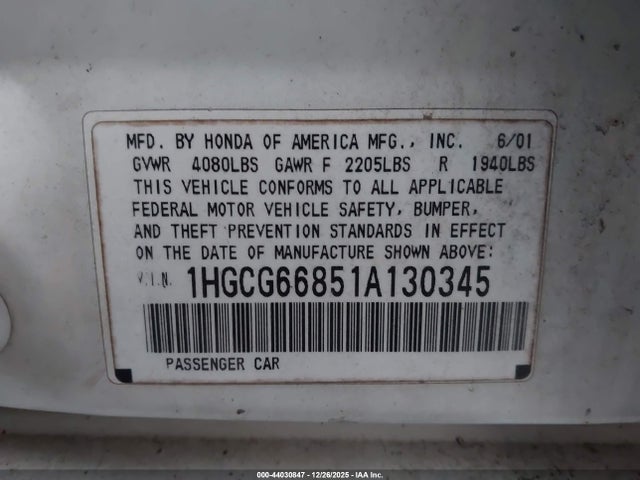 MFD. BY HONDA OF AMERICA MFG., INC. 6/01
GVWR 4080LBS GAWR F 2205LBS R 1940LBS
THIS VEHICLE CONFORMS TO ALL APPLICABLE
FEDERAL MOTOR VEHICLE SAFETY, BUMPER,
AND THEFT PREVENTION STANDARDS IN EFFECT
ON THE DATE OF MANUFACTURE SHOWN ABOVE:
V.I.N. 1HGCG66851A130345
PASSENGER CAR
000-44030847 - 12/26/2025 - IAAI.com